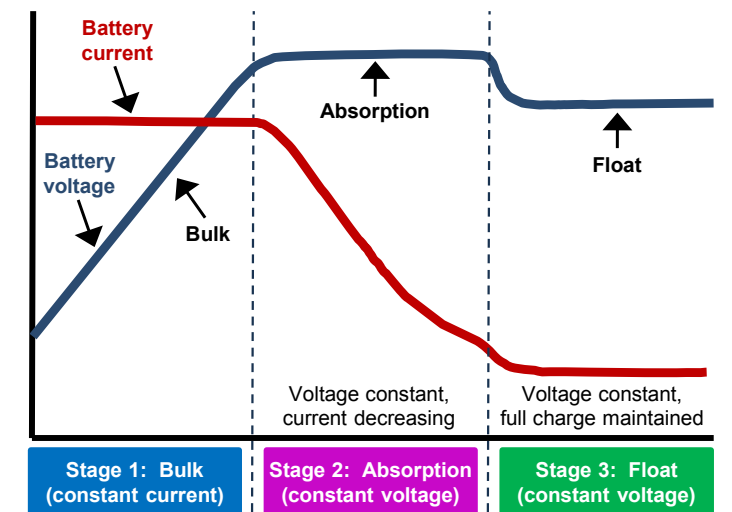 Battery
current
Absorption
Battery
voltage
Float
Bulk
Voltage constant,
current decreasing
Voltage constant,
full charge maintained
Stage 1: Bulk
(constant current)
Stage 2: Absorption
(constant voltage)
Stage 3: Float
(constant voltage)